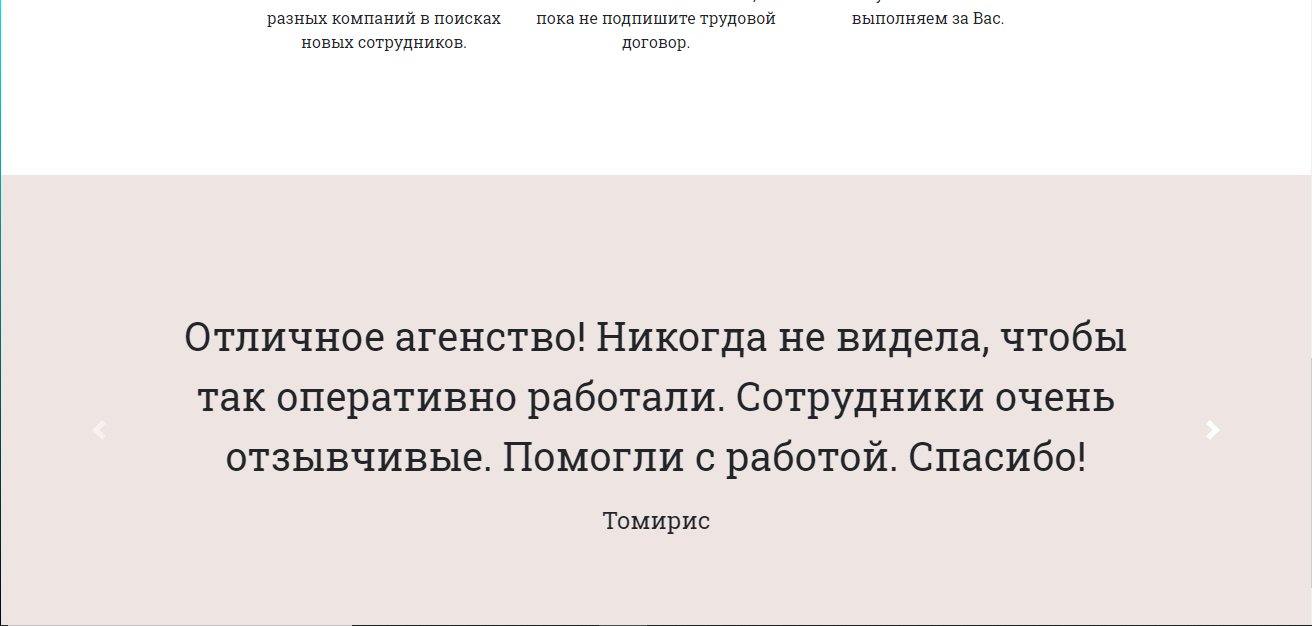 разных компаний в поисках
новых сотрудников.
пока не подпишите трудовой
договор.
выполняем за Вас.
Отличное агенство! Никогда не видела, чтобы
так оперативно работали. Сотрудники очень
отзывчивые. Помогли с работой. Спасибо!
Томирис